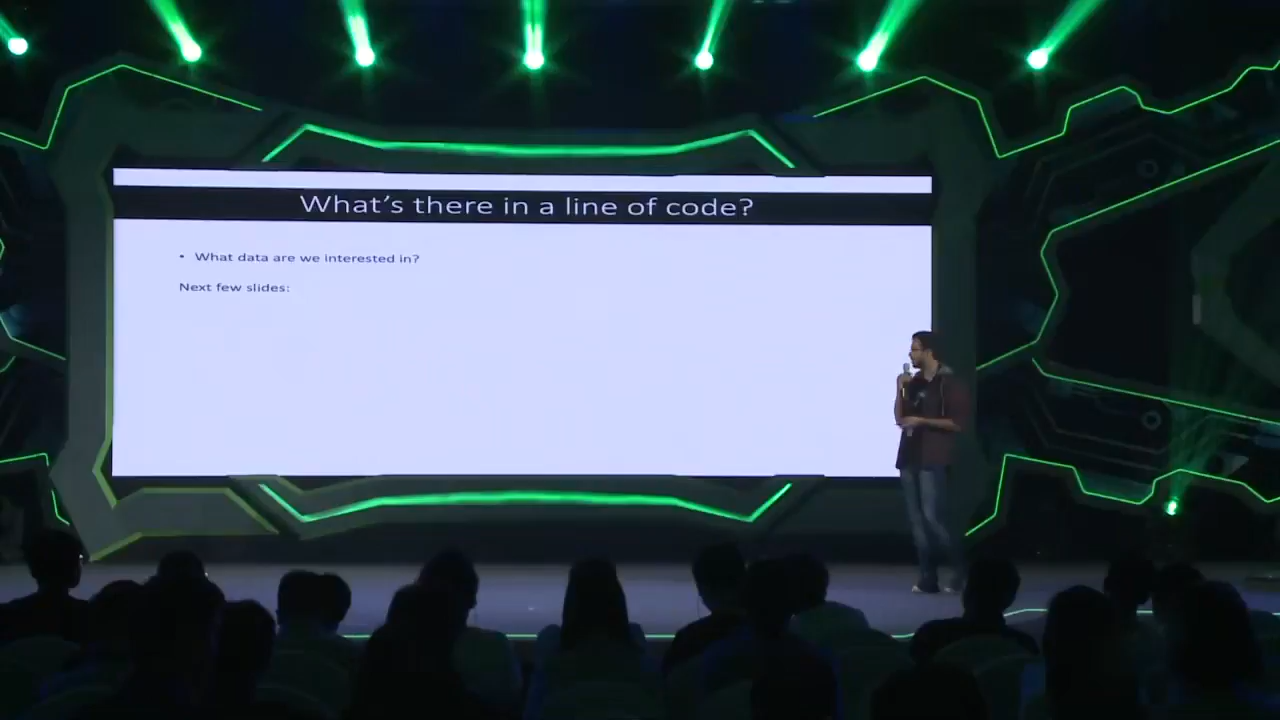 What's there in a line of code?
• What data are we interested in?
Next few slides: